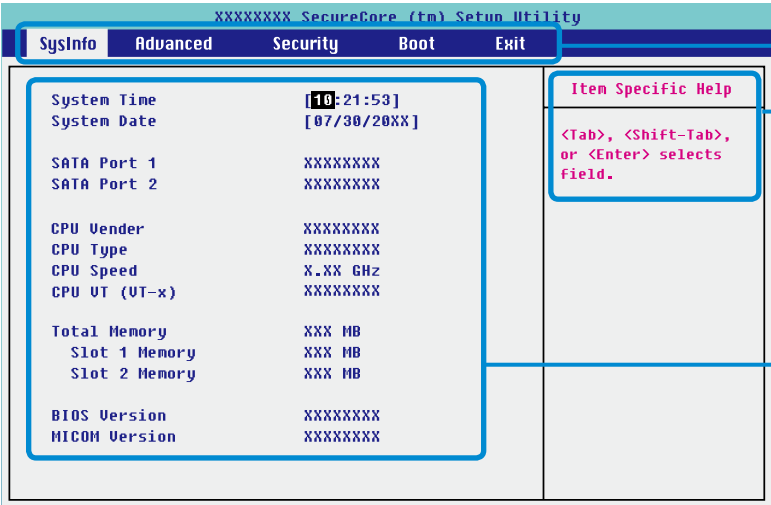 XXXXXXXX SecureCore (tm) Setup Utility
SysInfo Advanced Security Boot Exit
System Time [10:21:53]
System Date [07/30/20XX]
SATA Port 1 XXXXXXXX
SATA Port 2 XXXXXXXX
CPU Vender XXXXXXXX
CPU Type XXXXXXXX
CPU Speed X.XX GHz
CPU VT (VT-x) XXXXXXXX
Total Memory XXX MB
Slot 1 Memory XXX MB
Slot 2 Memory XXX MB
BIOS Version XXXXXXXX
MICOM Version XXXXXXXX
Item Specific Help
<Tab>, <Shift-Tab>,
or <Enter> selects
field.